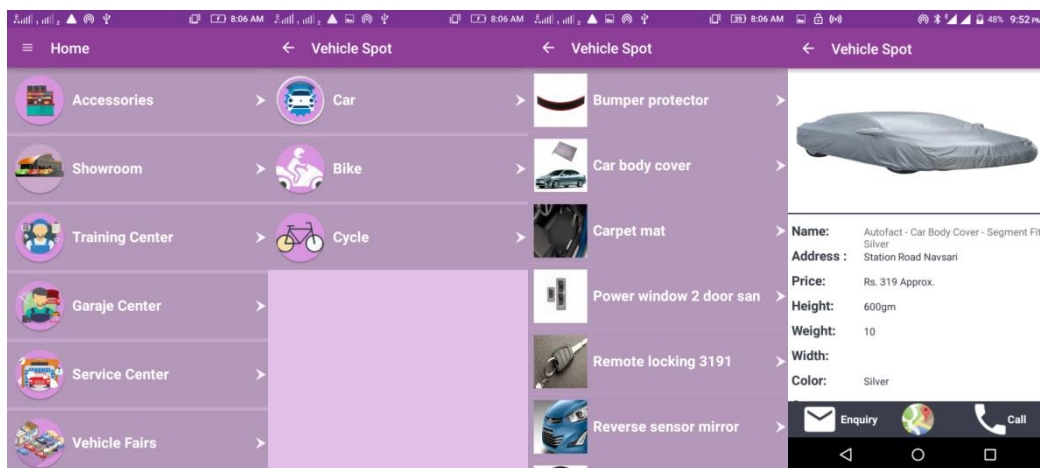 8:06 AM
Home
Accessories
Showroom
Training Center
Garaje Center
Service Center
Vehicle Fairs
8:06 AM
Vehicle Spot
Car
Bike
Cycle
39 8:06 AM
Vehicle Spot
Bumper protector
Car body cover
Carpet mat
Power window 2 door san
Remote locking 3191
Reverse sensor mirror
48% 9:52 PM
Vehicle Spot
Name: Autofact - Car Body Cover - Segment Fit
Silver
Address : Station Road Navsari
Price: Rs. 319 Approx.
Height: 600gm
Weight: 10
Width:
Color: Silver
Enquiry Call